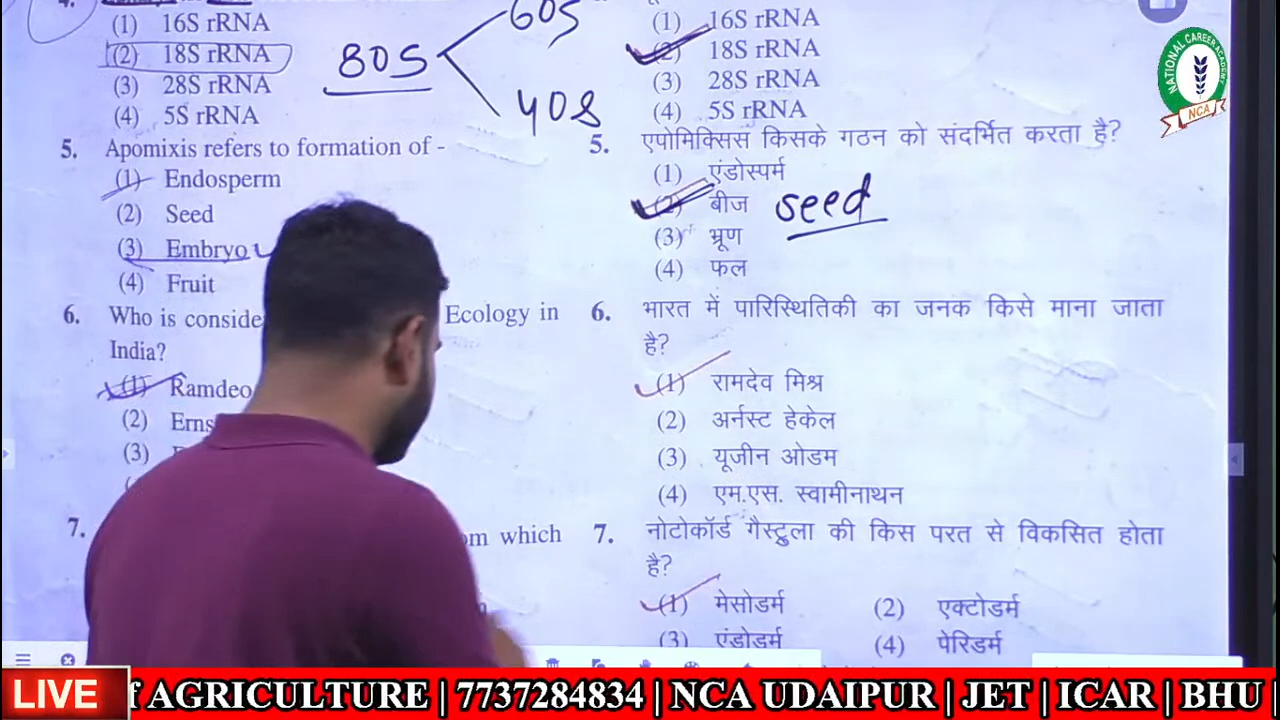 (1) 16S rRNA
(2) 18S rRNA
(3) 28S rRNA
(4) 5S rRNA
80S
60S
40S
5. Apomixis refers to formation of -
(1) Endosperm
(2) Seed
(3) Embryo
(4) Fruit
6. Who is Ecology in
India?
(1) Ramdeo
(2)
(3)
7. which
(1) 16S rRNA
(2) 18S rRNA
(3) 28S rRNA
(4) 5S rRNA
5. एपोमिक्सिस किसके गठन को संदर्भित करता है?
(1) एंडोस्पर्म
(2) बीज seed
(3) भ्रूण
(4) फल
6. भारत में पारिस्थितिकी का जनक किसे माना जाता
है?
(1) रामदेव मिश्र
(2) अर्नस्ट हेकेल
(3) यूजीन ओडम
(4) एम.एस. स्वामीनाथन
7. नोटोकॉर्ड गैस्ट्रुला की किस परत से विकसित होता
है?
(1) मेसोडर्म (2) एक्टोडर्म
(3) एंडोडर्म (4) पेरिडर्म
NATIONAL CAREER ACADEMY
NCA
LIVE
AGRICULTURE | 7737284834 | NCA UDAIPUR | JET | ICAR | BHU |